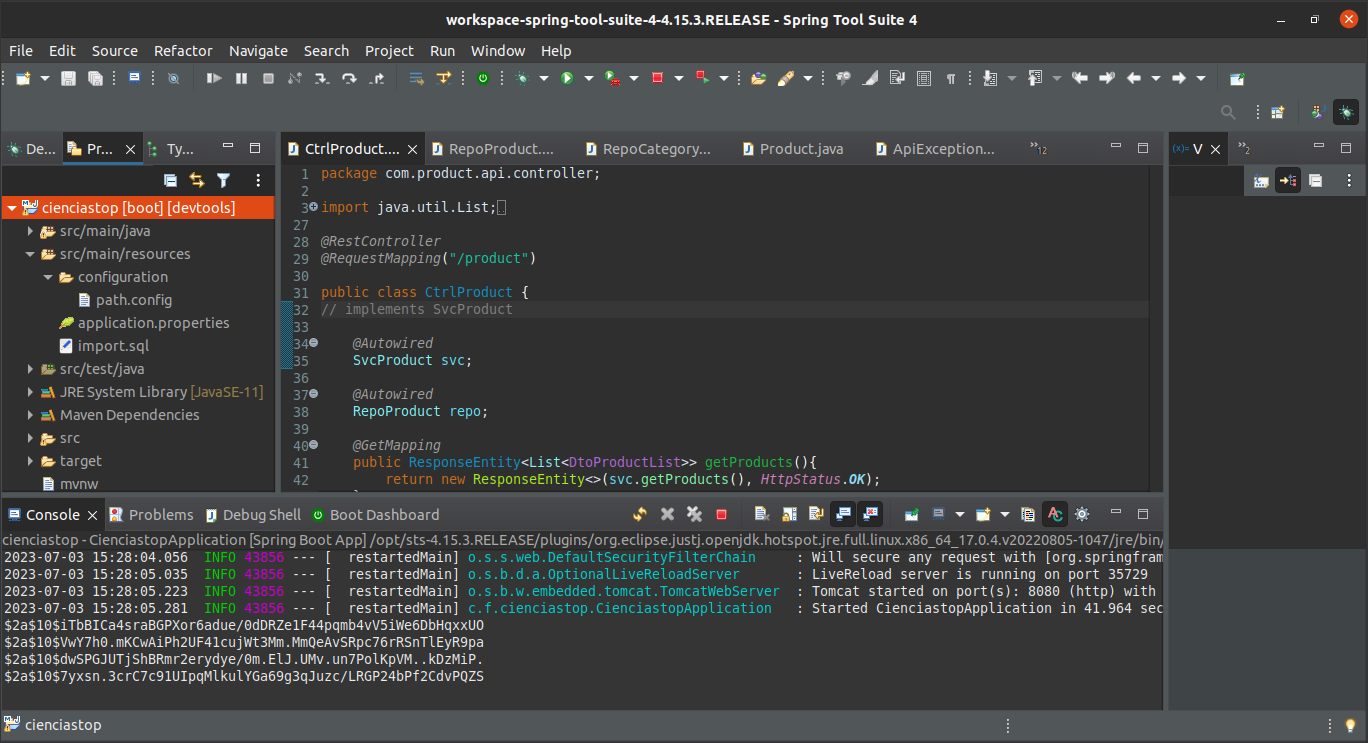 workspace-spring-tool-suite-4-4.15.3.RELEASE - Spring Tool Suite 4
File Edit Source Refactor Navigate Search Project Run Window Help
De... Pr... Ty...
cienciastop [boot] [devtools]
src/main/java
src/main/resources
configuration
path.config
application.properties
import.sql
src/test/java
JRE System Library [JavaSE-11]
Maven Dependencies
src
target
mvnw
CtrlProduct.... RepoProduct.... RepoCategory... Product.java ApiException... 12
1 package com.product.api.controller;
2
3 import java.util.List;
27
28 @RestController
29 @RequestMapping("/product")
30
31 public class CtrlProduct {
32 // implements SvcProduct
33
34 @Autowired
35 SvcProduct svc;
36
37 @Autowired
38 RepoProduct repo;
39
40 @GetMapping
41 public ResponseEntity<List<DtoProductList>> getProducts(){
42 return new ResponseEntity<>(svc.getProducts(), HttpStatus.OK);
(x)= V 2
Console Problems Debug Shell Boot Dashboard
cienciastop - CienciastopApplication [Spring Boot App] /opt/sts-4.15.3.RELEASE/plugins/org.eclipse.justj.openjdk.hotspot.jre.full.linux.x86_64_17.0.4.v20220805-1047/jre/bin/
2023-07-03 15:28:04.056 INFO 43856 --- [ restartedMain] o.s.s.web.DefaultSecurityFilterChain : Will secure any request with [org.springfram
2023-07-03 15:28:05.035 INFO 43856 --- [ restartedMain] o.s.b.d.a.OptionalLiveReloadServer : LiveReload server is running on port 35729
2023-07-03 15:28:05.223 INFO 43856 --- [ restartedMain] o.s.b.w.embedded.tomcat.TomcatWebServer : Tomcat started on port(s): 8080 (http) with
2023-07-03 15:28:05.281 INFO 43856 --- [ restartedMain] c.f.cienciastop.CienciastopApplication : Started CienciastopApplication in 41.964 sec
$2a$10$iTbBICa4sraBGPXor6adue/0dDRZe1F44pqmb4vV5iWe6DbHqxxUO
$2a$10$VwY7h0.mKCwAiPh2UF41cujWt3Mm.MmQeAvSRpc76rRSnTlEyR9pa
$2a$10$dwSPGJUTjShBRmr2erydye/0m.ElJ.UMv.un7PolKpVM..kDzMiP.
$2a$10$7yxsn.3crC7c91UIpqMlkulYGa69g3qJuzc/LRGP24bPf2CdvPQZS
cienciastop